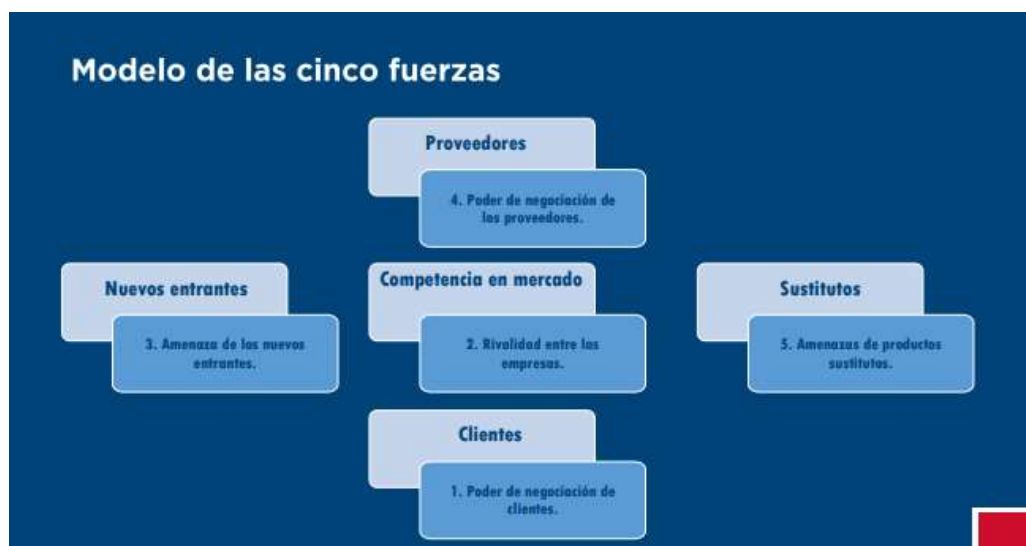 Modelo de las cinco fuerzas
Proveedores
4. Poder de negociación de
los proveedores.
Nuevos entrantes
3. Amenaza de los nuevos
entrantes.
Competencia en mercado
2. Rivalidad entre las
empresas.
Sustitutos
5. Amenazas de productos
sustitutos.
Clientes
1. Poder de negociación de
clientes.